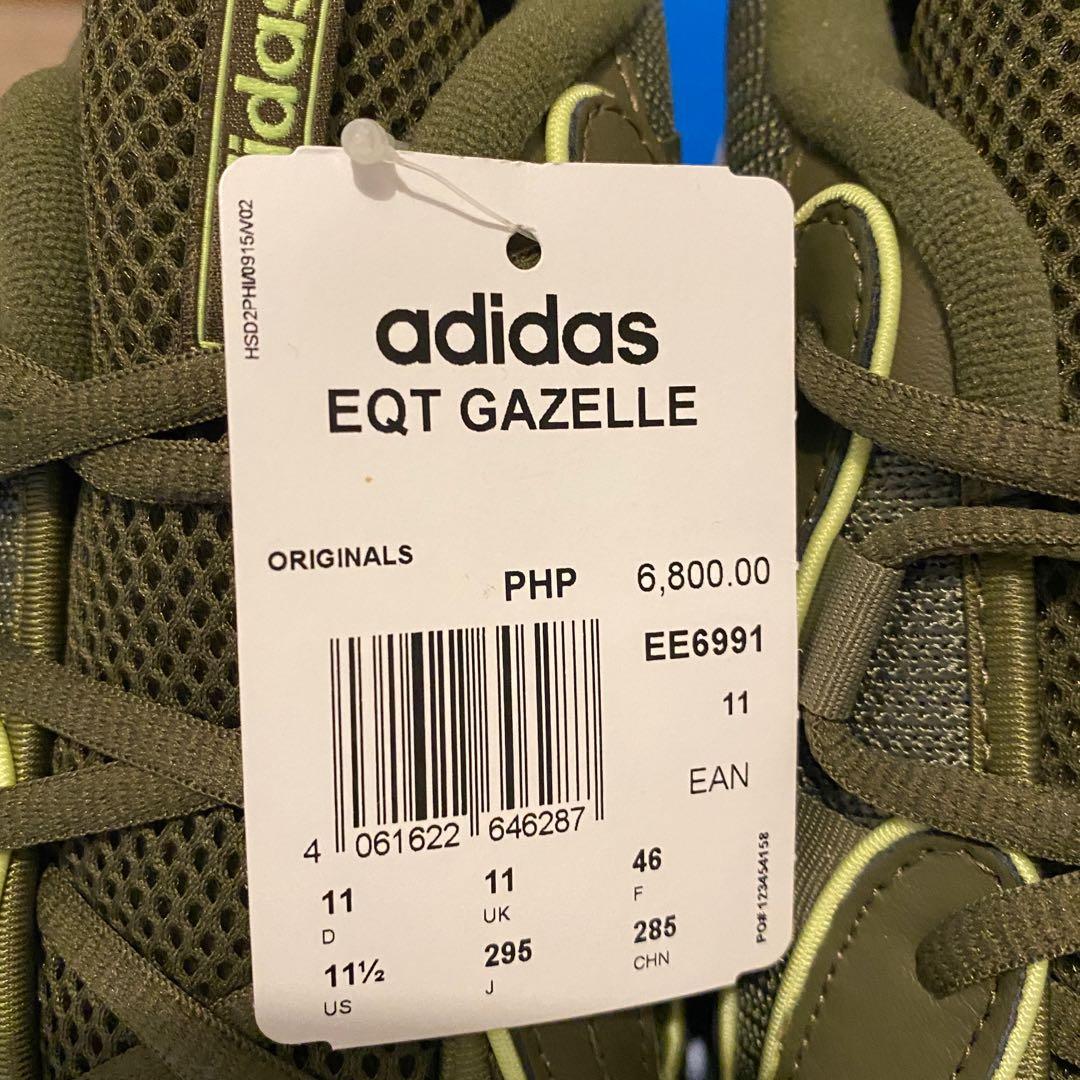 adidas
HSD2PHI/0915/V02
adidas
EQT GAZELLE
ORIGINALS
PHP 6,800.00
EE6991
11
EAN
4 061622 646287
11 11 46
D UK F
11½ 295 285
US J CHN
PO# 123454158